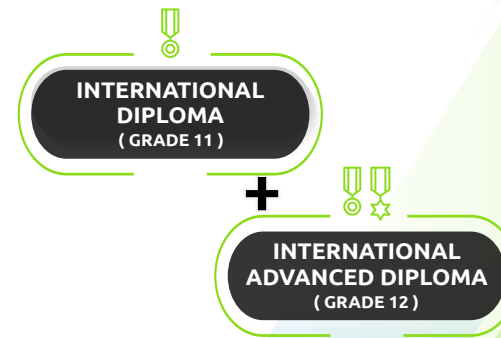 INTERNATIONAL
DIPLOMA
( GRADE 11 )
+
INTERNATIONAL
ADVANCED DIPLOMA
( GRADE 12 )